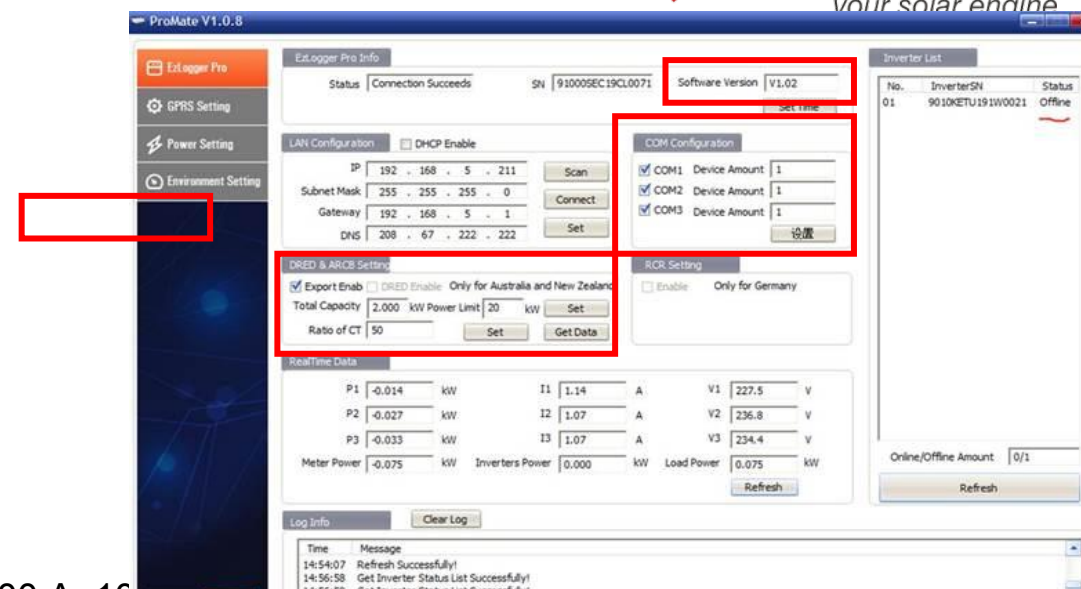 your solar engine
ProMate V1.0.8
EzLogger Pro
GPRS Setting
Power Setting
Environment Setting
EzLogger Pro Info
Status Connection Succeeds SN 91000SEC19CL0071 Software Version V1.02
Set Time
LAN Configuration DHCP Enable
IP 192 . 168 . 5 . 211 Scan
Subnet Mask 255 . 255 . 255 . 0 Connect
Gateway 192 . 168 . 5 . 1
DNS 208 . 67 . 222 . 222 Set
COM Configuration
COM1 Device Amount 1
COM2 Device Amount 1
COM3 Device Amount 1
设置
DRED & ARCB Setting
Export Enab DRED Enable Only for Australia and New Zealand
Total Capacity 2.000 kW Power Limit 20 kW Set
Ratio of CT 50 Set Get Data
RCR Setting
Enable Only for Germany
RealTime Data
P1 -0.014 kW I1 1.14 A V1 227.5 V
P2 -0.027 kW I2 1.07 A V2 236.8 V
P3 -0.033 kW I3 1.07 A V3 234.4 V
Meter Power -0.075 kW Inverters Power 0.000 kW Load Power 0.075 kW
Refresh
Log Info Clear Log
Time Message
14:54:07 Refresh Successfully!
14:56:58 Get Inverter Status List Successfully!
Inverter List
No. InverterSN Status
01 9010KETU191W0021 Offline
Online/Offline Amount 0/1
Refresh